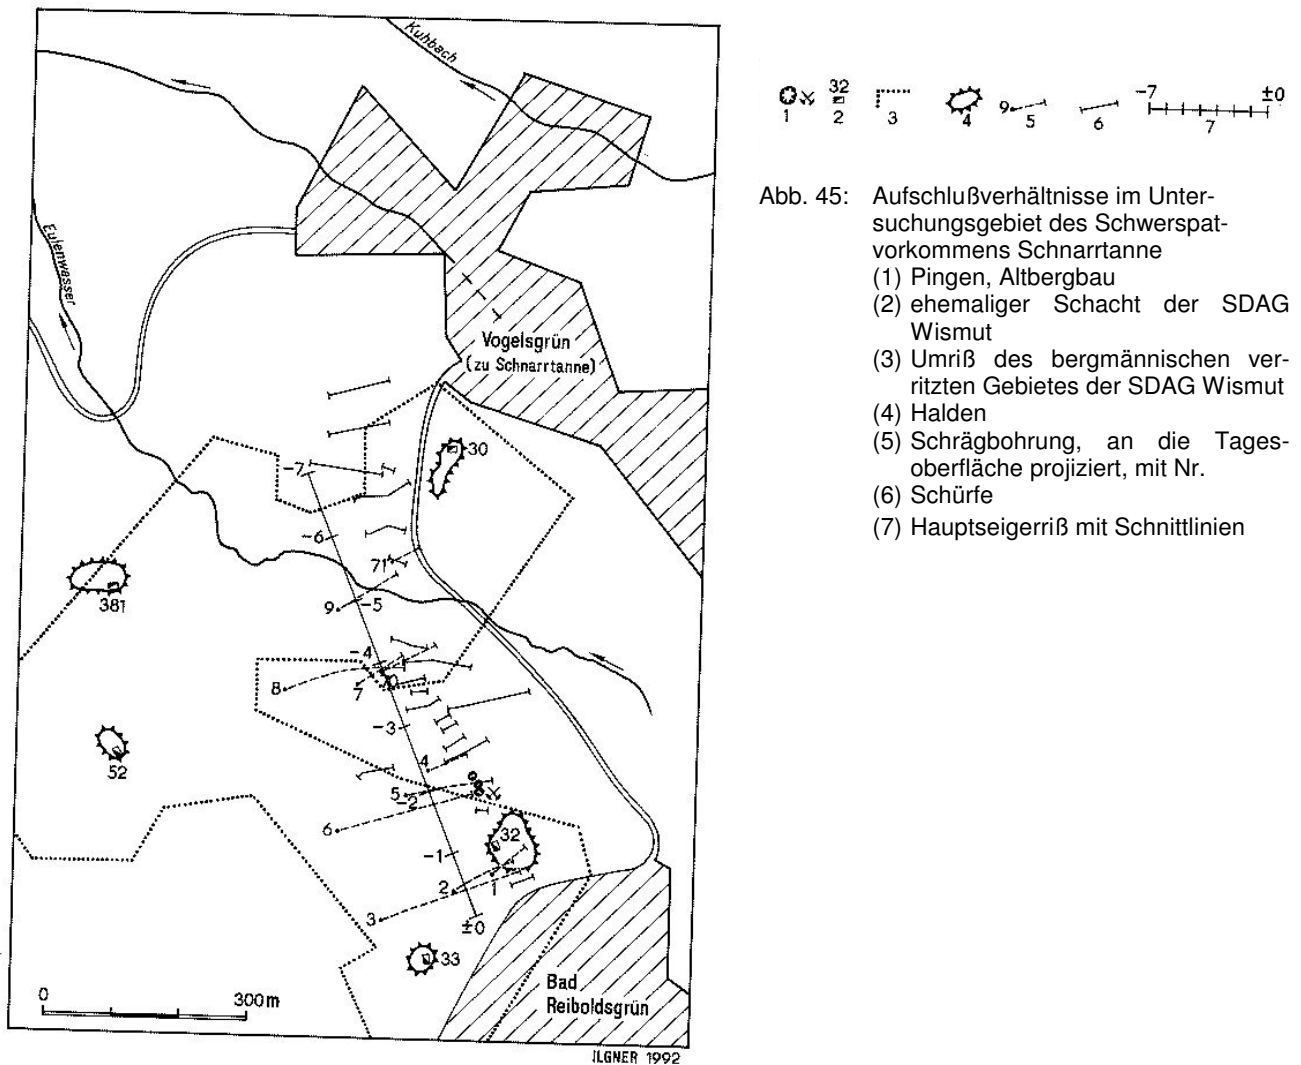 Kuhbach
Eulenwasser
Vogelsgrün
(zu Schnarrtanne)
30
-7
-6
71
9
-5
381
-4
8
7
-3
52
4
5
-2
6
32
-1
2
1
3
±0
33
0
300m
Bad
Reiboldsgrün
ILGNER 1992
32
-7
±0
9
1
2
3
4
5
6
7
Abb. 45: Aufschlußverhältnisse im Unter-
suchungsgebiet des Schwerspat-
vorkommens Schnarrtanne
(1) Pingen, Altbergbau
(2) ehemaliger Schacht der SDAG
Wismut
(3) Umriß des bergmännischen ver-
ritzten Gebietes der SDAG Wismut
(4) Halden
(5) Schrägbohrung, an die Tages-
oberfläche projiziert, mit Nr.
(6) Schürfe
(7) Hauptseigerriß mit Schnittlinien